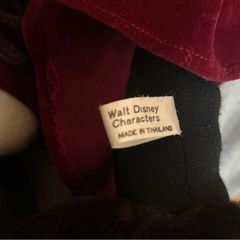 Walt Disney
Characters
MADE IN THAILAND